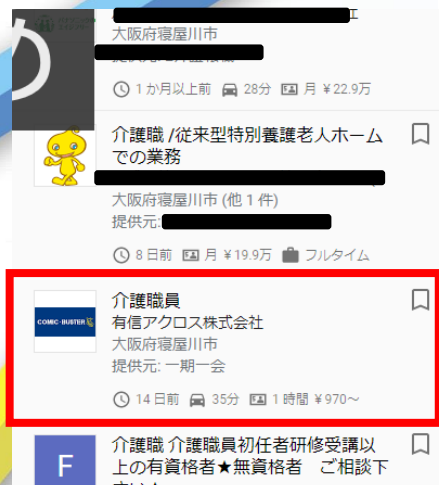 め
大阪府寝屋川市
1 か月以上前 28分 月 ¥22.9万
介護職 /従来型特別養護老人ホーム
での業務
大阪府寝屋川市 (他 1 件)
提供元:
8 日前 月 ¥19.9万 フルタイム
介護職員
COMIC・BUSTER
有信アクロス株式会社
大阪府寝屋川市
提供元: 一期一会
14 日前 35分 1 時間 ¥970～
F
介護職 介護職員初任者研修受講以
上の有資格者★無資格者 ご相談下